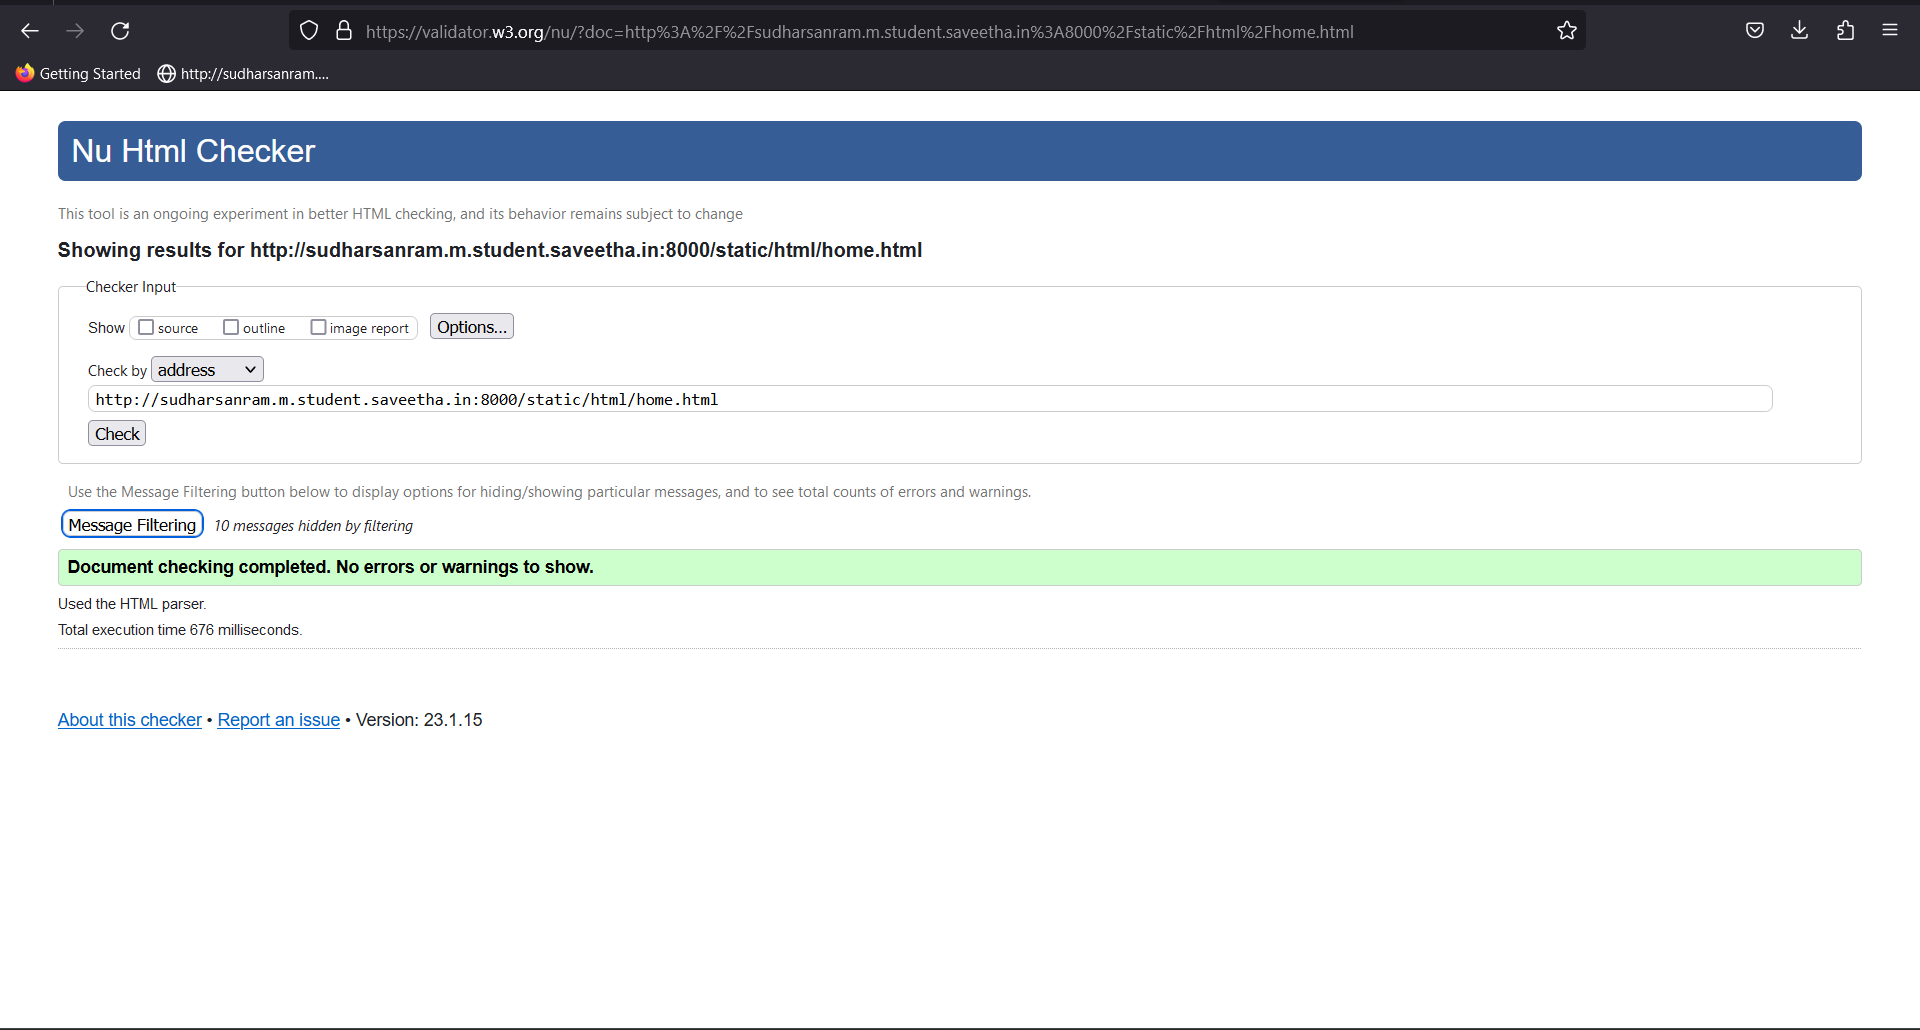 https://validator.w3.org/nu/?doc=http%3A%2F%2Fsudharsanram.m.student.saveetha.in%3A8000%2Fstatic%2Fhtml%2Fhome.html
Getting Started http://sudharsanram....
Nu Html Checker
This tool is an ongoing experiment in better HTML checking, and its behavior remains subject to change
Showing results for http://sudharsanram.m.student.saveetha.in:8000/static/html/home.html
Checker Input
Show source outline image report Options...
Check by address
http://sudharsanram.m.student.saveetha.in:8000/static/html/home.html
Check
Use the Message Filtering button below to display options for hiding/showing particular messages, and to see total counts of errors and warnings.
Message Filtering 10 messages hidden by filtering
Document checking completed. No errors or warnings to show.
Used the HTML parser.
Total execution time 676 milliseconds.
About this checker • Report an issue • Version: 23.1.15